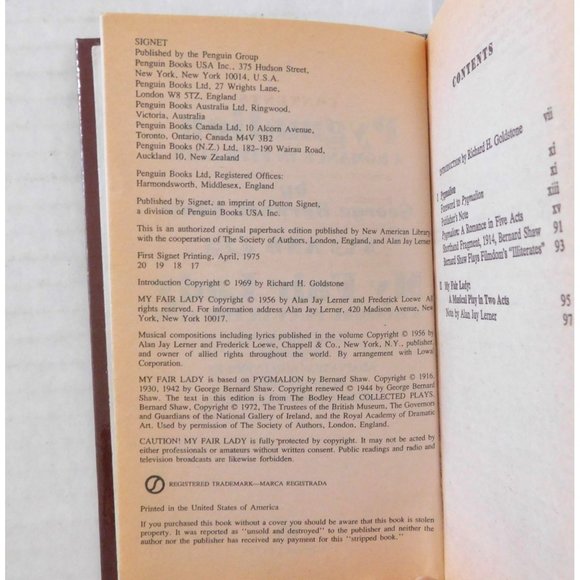 SIGNET
Published by the Penguin Group
Penguin Books USA Inc., 375 Hudson Street,
New York, New York 10014, U.S.A.
Penguin Books Ltd, 27 Wrights Lane,
London W8 5TZ, England
Penguin Books Australia Ltd, Ringwood,
Victoria, Australia
Penguin Books Canada Ltd, 10 Alcorn Avenue,
Toronto, Ontario, Canada M4V 3B2
Penguin Books (N.Z.) Ltd, 182-190 Wairau Road,
Auckland 10, New Zealand
Penguin Books Ltd, Registered Offices:
Harmondsworth, Middlesex, England
Published by Signet, an imprint of Dutton Signet,
a division of Penguin Books USA Inc.
This is an authorized original paperback edition published by New American Library
with the cooperation of The Society of Authors, London, England, and Alan Jay Lerner
First Signet Printing, April, 1975
20 19 18 17
Introduction Copyright © 1969 by Richard H. Goldstone
MY FAIR LADY Copyright © 1956 by Alan Jay Lerner and Frederick Loewe. All
rights reserved. For information address Alan Jay Lerner, 420 Madison Avenue, New
York, New York 10017.
Musical compositions including lyrics published in the volume Copyright © 1956 by
Alan Jay Lerner and Frederick Loewe, Chappell & Co., New York, N.Y., publisher,
and owner of allied rights throughout the world. By arrangement with Lowal
Corporation.
MY FAIR LADY is based on PYGMALION by Bernard Shaw. Copyright © 1916,
1930, 1942 by George Bernard Shaw. Copyright renewed © 1944 by Bernard Shaw.
The text in this edition is from The Bodley Head COLLECTED PLAYS,
Bernard Shaw, Copyright © 1972, The Trustees of the British Museum, The Governors
and Guardians of the National Gallery of Ireland, and the Royal Academy of Dramatic
Art. Used by permission of The Society of Authors, London, England.
CAUTION! MY FAIR LADY is fully protected by copyright. It may not be acted by
either professionals or amateurs without written consent. Public readings and radio and
television broadcasts are likewise forbidden.
REGISTERED TRADEMARK—MARCA REGISTRADA
Printed in the United States of America
If you purchased this book without a cover you should be aware that this book is stolen
property. It was reported as "unsold and destroyed" to the publisher and neither the
author nor the publisher has received any payment for this "stripped book."
CONTENTS
INTRODUCTION by Richard H. Goldstone vii
I Pygmalion xi
Foreword to Pygmalion xi
Publisher's Note xiii
Pygmalion: A Romance in Five Acts xv
Shorthand Fragment, 1914, Bernard Shaw 91
Bernard Shaw Flays Filmdom's "Illiterates" 93
II My Fair Lady:
A Musical Play in Two Acts 95
Note by Alan Jay Lerner 97